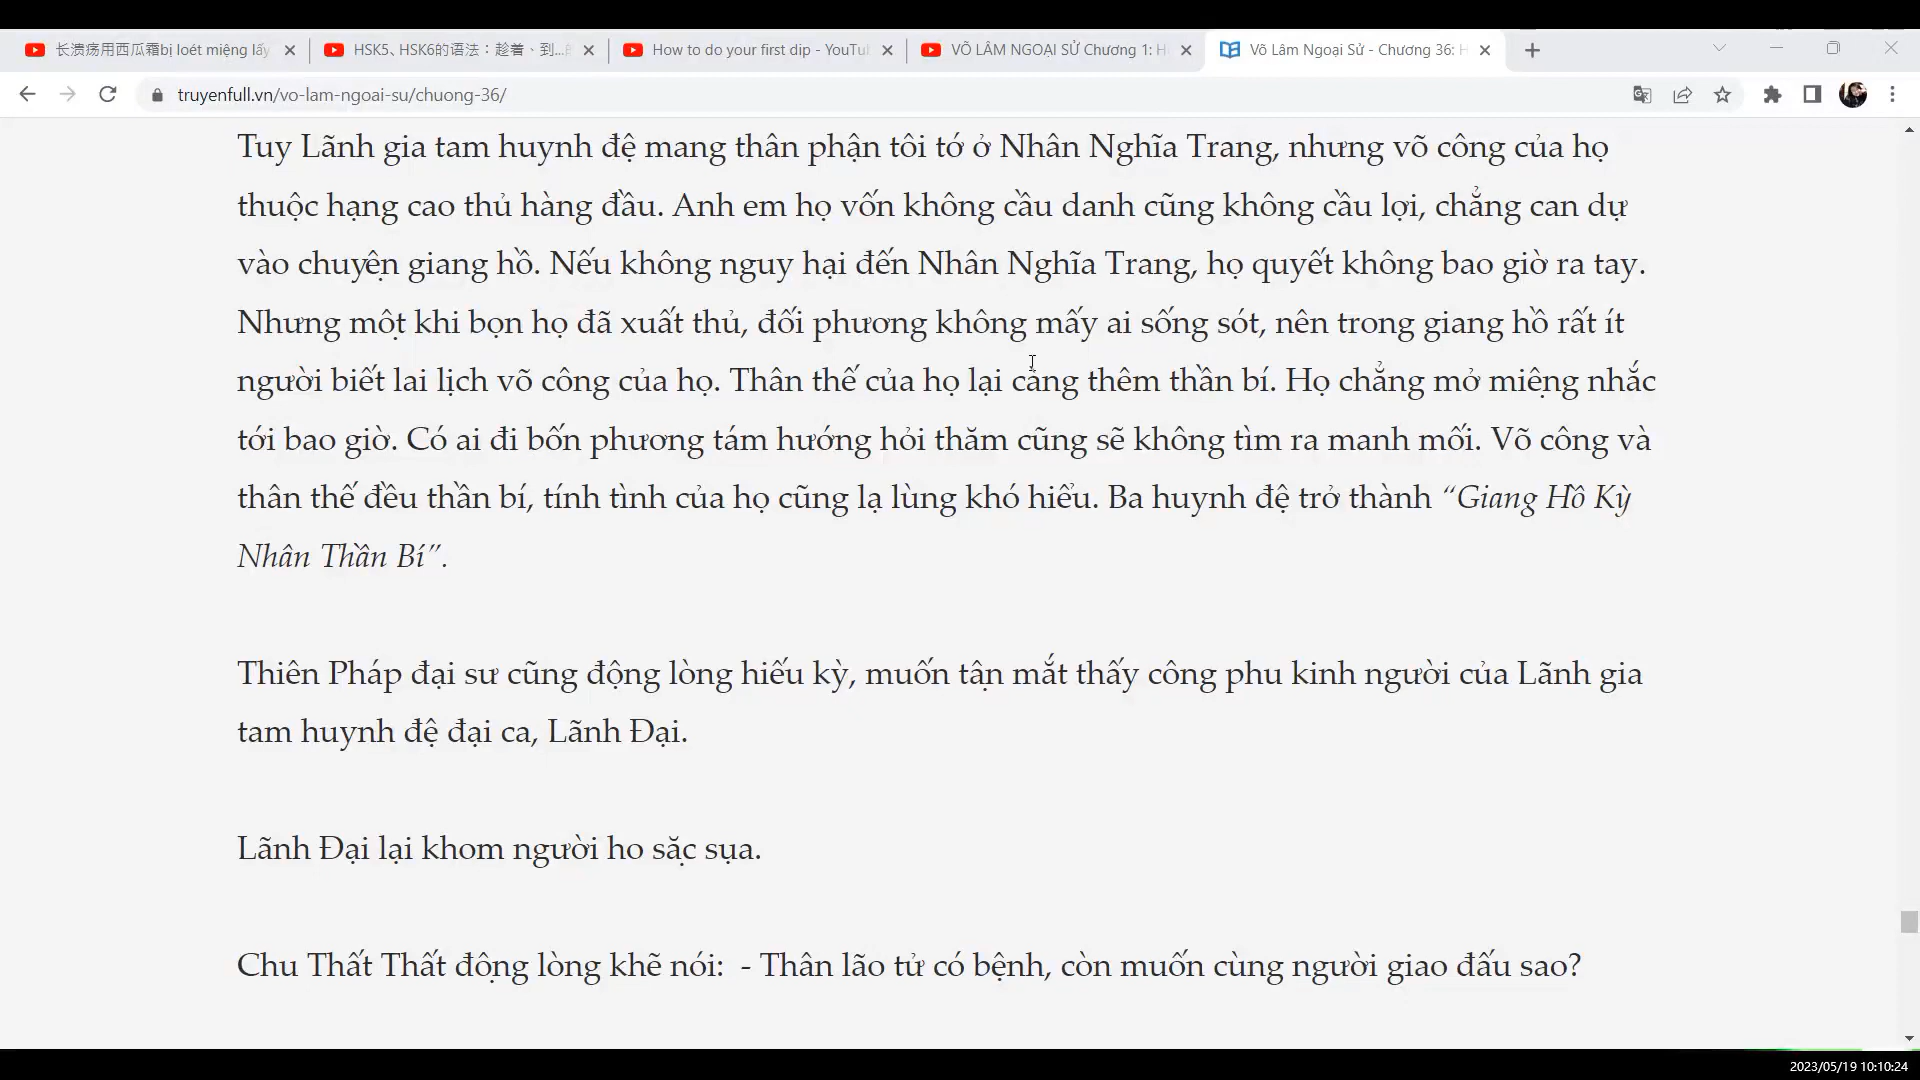 长溃疡用西瓜霜bị loét miệng lấy
HSK5、HSK6的语法：趁着、到...的
How to do your first dip - YouTu
VÕ LÂM NGOẠI SỬ Chương 1: H
Võ Lâm Ngoại Sử - Chương 36: H
truyenfull.vn/vo-lam-ngoai-su/chuong-36/
Tuy Lãnh gia tam huynh đệ mang thân phận tôi tớ ở Nhân Nghĩa Trang, nhưng võ công của họ
thuộc hạng cao thủ hàng đầu. Anh em họ vốn không cầu danh cũng không cầu lợi, chẳng can dự
vào chuyện giang hồ. Nếu không nguy hại đến Nhân Nghĩa Trang, họ quyết không bao giờ ra tay.
Nhưng một khi bọn họ đã xuất thủ, đối phương không mấy ai sống sót, nên trong giang hồ rất ít
người biết lai lịch võ công của họ. Thân thế của họ lại càng thêm thần bí. Họ chẳng mở miệng nhắc
tới bao giờ. Có ai đi bốn phương tám hướng hỏi thăm cũng sẽ không tìm ra manh mối. Võ công và
thân thế đều thần bí, tính tình của họ cũng lạ lùng khó hiểu. Ba huynh đệ trở thành “Giang Hồ Kỳ
Nhân Thần Bí”.
Thiên Pháp đại sư cũng động lòng hiếu kỳ, muốn tận mắt thấy công phu kinh người của Lãnh gia
tam huynh đệ đại ca, Lãnh Đại.
Lãnh Đại lại khom người ho sặc sụa.
Chu Thất Thất động lòng khẽ nói:  - Thân lão tử có bệnh, còn muốn cùng người giao đấu sao?
2023/05/19 10:10:24